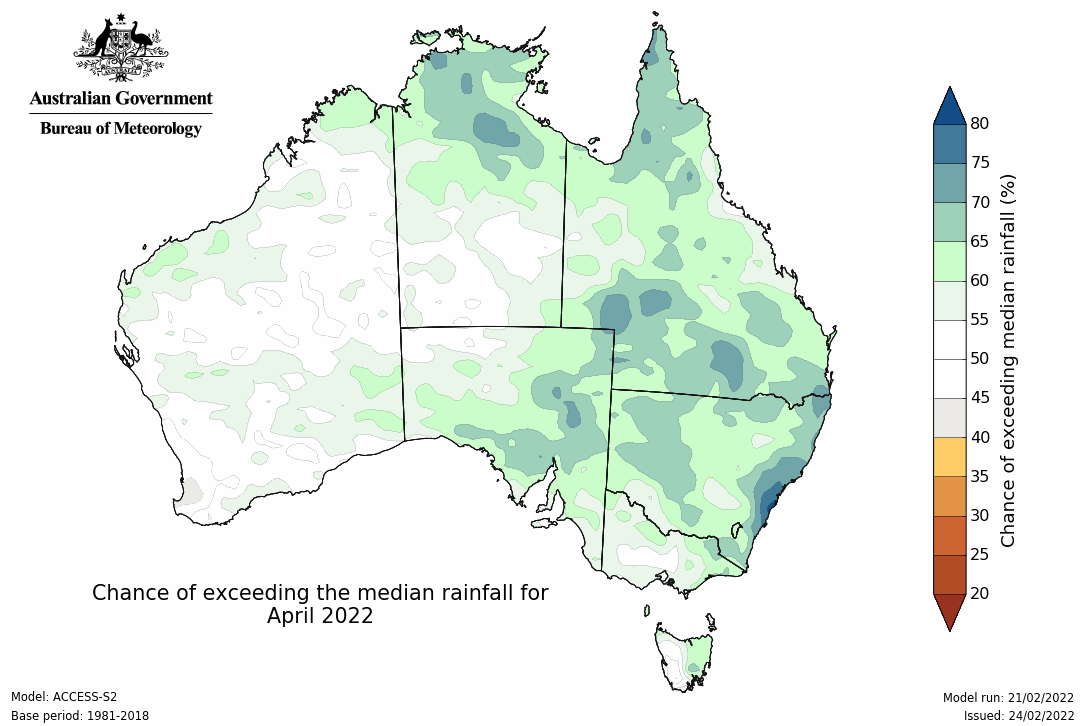 Australian Government
Bureau of Meteorology
80
75
70
65
60
55
50
45
40
35
30
25
20
Chance of exceeding median rainfall (%)
Chance of exceeding the median rainfall for
April 2022
Model: ACCESS-S2
Base period: 1981-2018
Model run: 21/02/2022
Issued: 24/02/2022